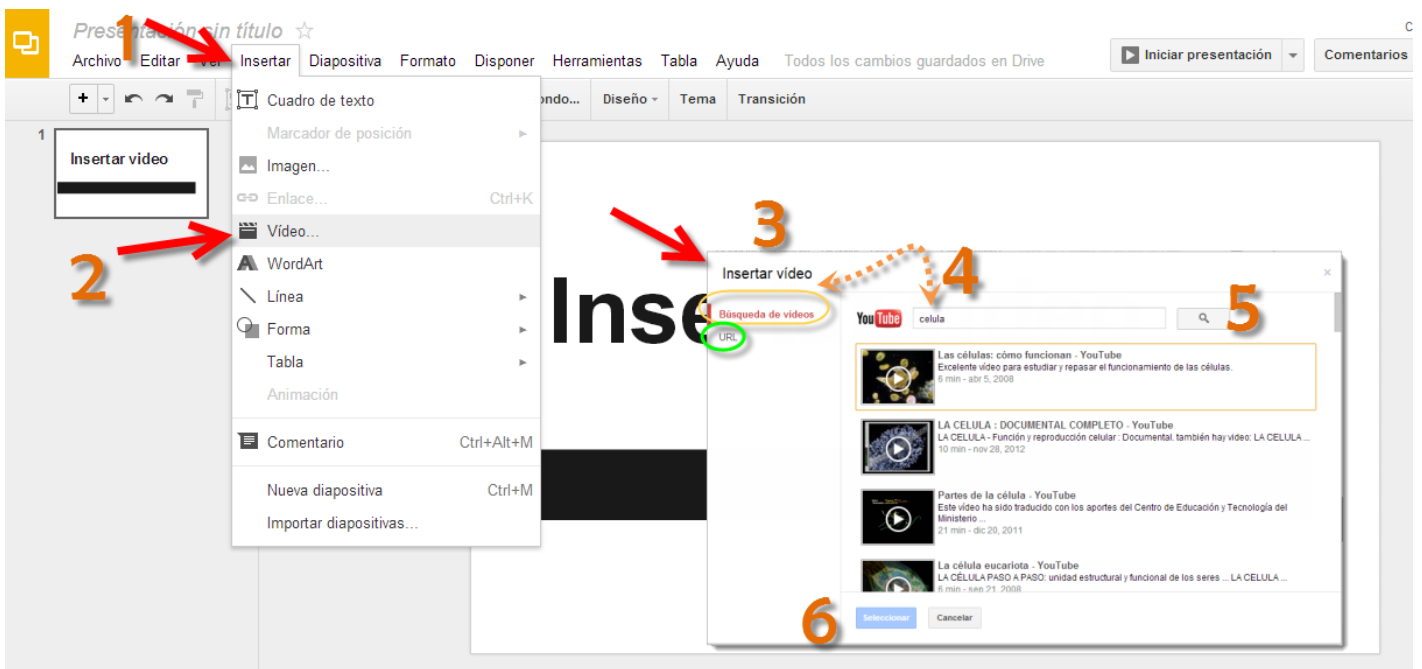 Presentación sin título
C
1
Archivo Editar Ver Insertar Diapositiva Formato Disponer Herramientas Tabla Ayuda Todos los cambios guardados en Drive
Iniciar presentación
Comentarios
Diseño Tema Transición
Cuadro de texto
Marcador de posición
Imagen...
Enlace... Ctrl+K
Vídeo...
WordArt
Línea
Forma
Tabla
Animación
Comentario Ctrl+Alt+M
Nueva diapositiva Ctrl+M
Importar diapositivas...
2
1
Insertar video
Inse
3
Insertar vídeo
4
Búsqueda de vídeos
URL
YouTube celula
5
Las células: cómo funcionan - YouTube
Excelente vídeo para estudiar y repasar el funcionamiento de las células.
6 min - abr 5, 2008
LA CELULA : DOCUMENTAL COMPLETO - YouTube
LA CELULA - Función y reproducción celular : Documental. también hay video: LA CELULA ...
10 min - nov 28, 2012
Partes de la célula - YouTube
Este vídeo ha sido traducido con los aportes del Centro de Educación y Tecnología del
Ministerio ...
21 min - dic 20, 2011
La célula eucariota - YouTube
LA CÉLULA PASO A PASO: unidad estructural y funcional de los seres ... LA CELULA ...
6 min - sep 21, 2008
6
Seleccionar Cancelar